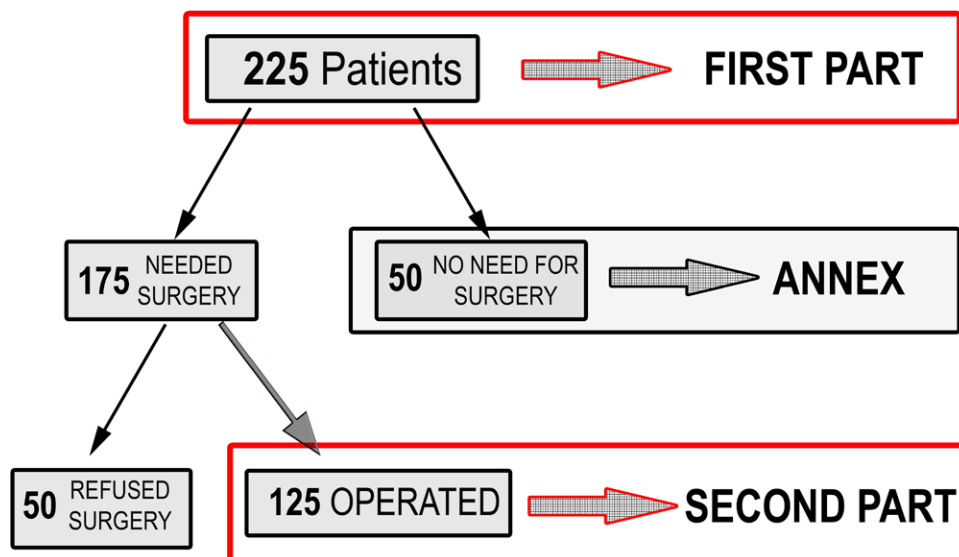 225 Patients
FIRST PART
175 NEEDED
SURGERY
50 NO NEED FOR
SURGERY
ANNEX
50 REFUSED
SURGERY
125 OPERATED
SECOND PART